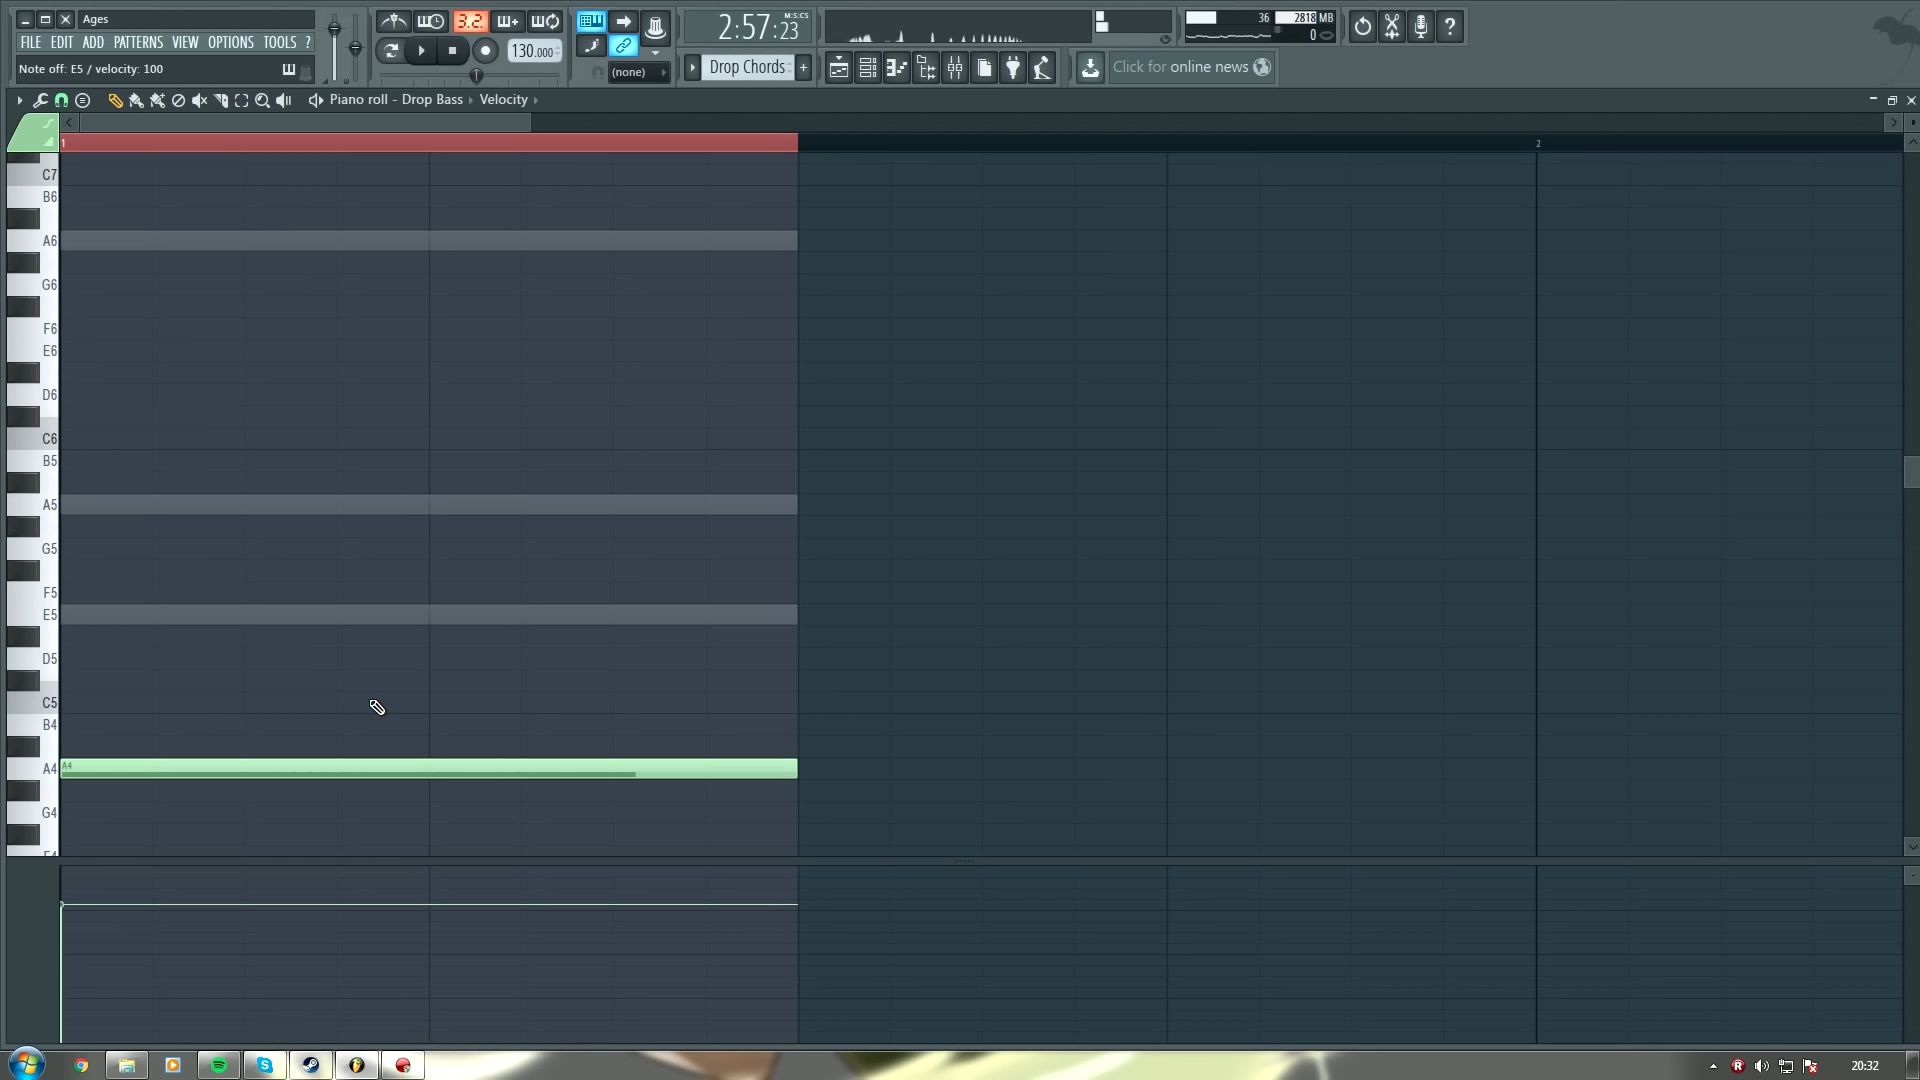 Ages
FILE EDIT ADD PATTERNS VIEW OPTIONS TOOLS ?
Note off: E5 / velocity: 100
3.2.
130.000
(none)
2:57:23
M:S:CS
Drop Chords
+
36
2818 MB
0
?
Click for online news
Piano roll - Drop Bass ▸ Velocity ▸
1
2
C7
B6
A6
G6
F6
E6
D6
C6
B5
A5
G5
F5
E5
D5
C5
B4
A4
A4
G4
20:32